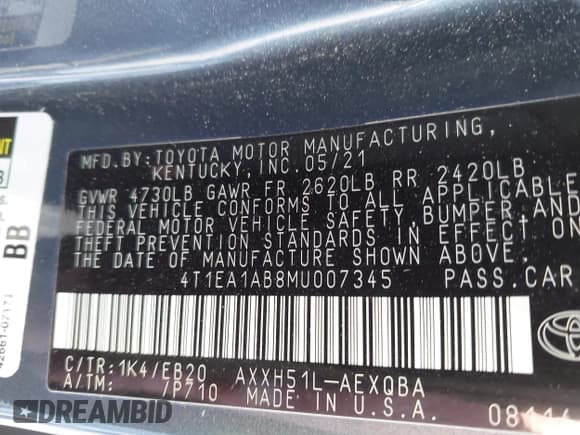 MFD.BY:TOYOTA MOTOR MANUFACTURING,
KENTUCKY, INC.05/21
GVWR 4730LB GAWR FR 2620LB RR 2420LB
THIS VEHICLE CONFORMS TO ALL APPLICABLE
FEDERAL MOTOR VEHICLE SAFETY, BUMPER, AND
THEFT PREVENTION STANDARDS IN EFFECT ON
THE DATE OF MANUFACTURE SHOWN ABOVE.
4T1EA1AB8MU007345 PASS.CAR
C/TR:1K4/EB20 AXXH51L-AEXQBA
A/TM: /P710 MADE IN U.S.A.
BB
DREAMBID